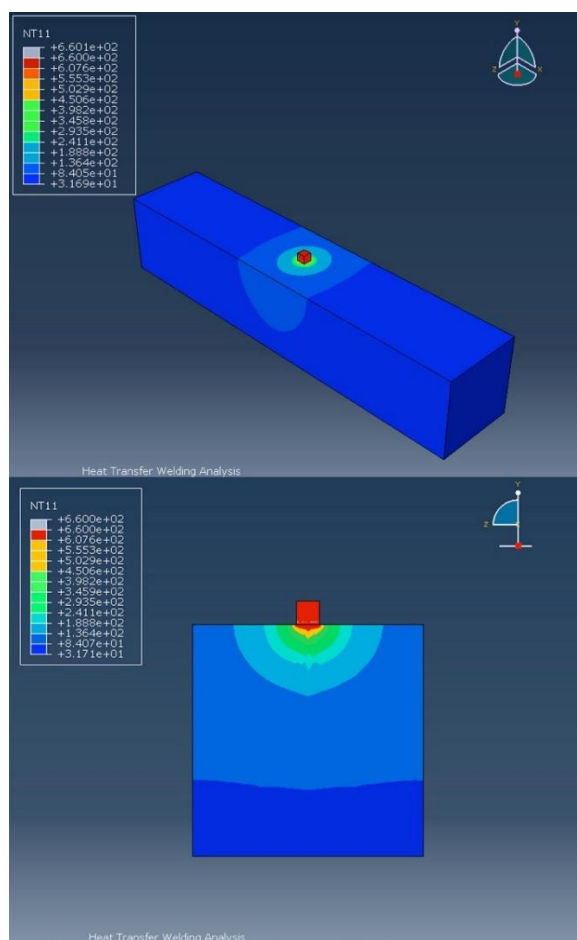 NT11
+6.601e+02
+6.600e+02
+6.076e+02
+5.553e+02
+5.029e+02
+4.506e+02
+3.982e+02
+3.458e+02
+2.935e+02
+2.411e+02
+1.888e+02
+1.364e+02
+8.405e+01
+3.169e+01
Y
Z
X
Heat Transfer Welding Analysis
NT11
+6.600e+02
+6.600e+02
+6.076e+02
+5.553e+02
+5.029e+02
+4.506e+02
+3.982e+02
+3.459e+02
+2.935e+02
+2.411e+02
+1.888e+02
+1.364e+02
+8.407e+01
+3.171e+01
Y
Z
Heat Transfer Welding Analysis